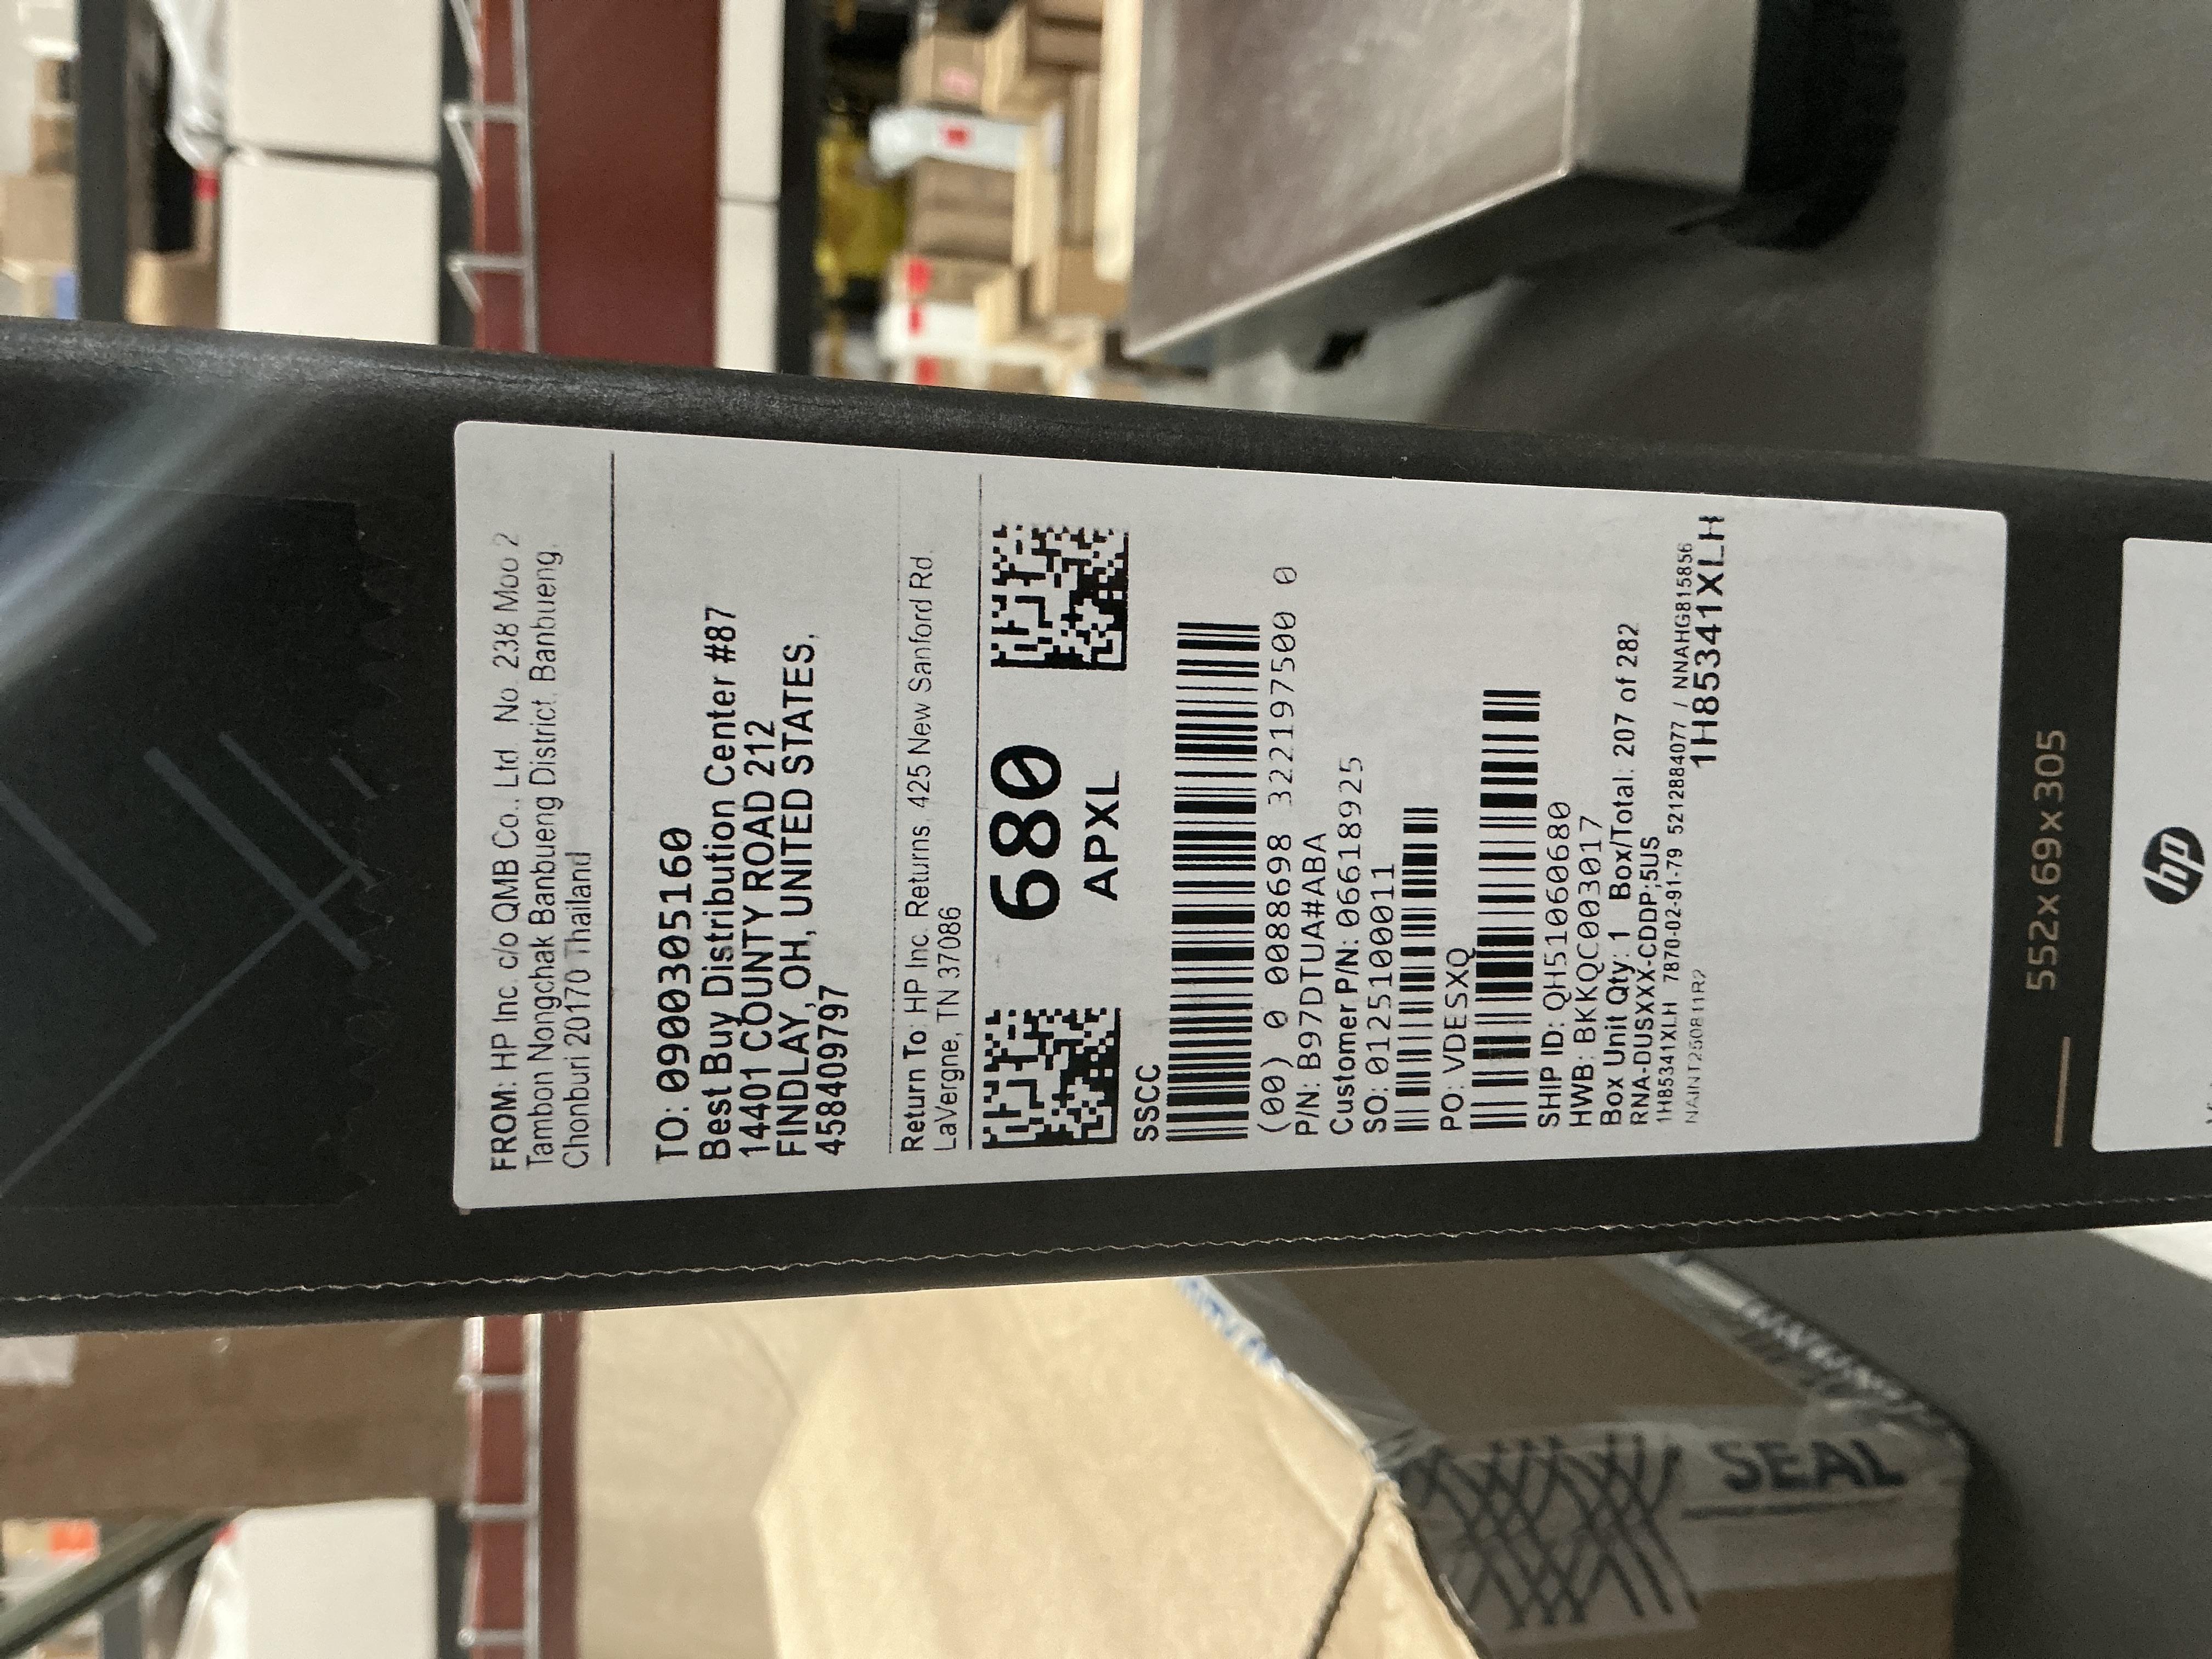 FROM: HP Inc. c/o QMB Co., Ltd No. 238 Moo 2
Tambon Nongchak Banbueng District, Banbueng,
Chonburi 20170 Thailand
TO: 0900305160
Best Buy Distribution Center #87
14401 COUNTY ROAD 212
FINDLAY, OH, UNITED STATES,
458409797
Return To: HP Inc. Returns, 425 New Sanford Rd,
LaVergne, TN 37086
680
APXL
SSCC
(00) 0 0088698 322197500 0
P/N: B97DTUA#ABA
Customer P/N: 06618925
SO: 0125100011
PO: VDESXQ
SHIP ID: QH51060680
HWB: BKKQC003017
Box Unit Qty: 1 Box/Total: 207 of 282
RNA-DUSXXX-CDDP;5US
1H85341XLH 7870-02-91-79 5212884077 / NNAHG815856
NAINT250811R2
1H85341XLH
552x69x305
hp
SEAL